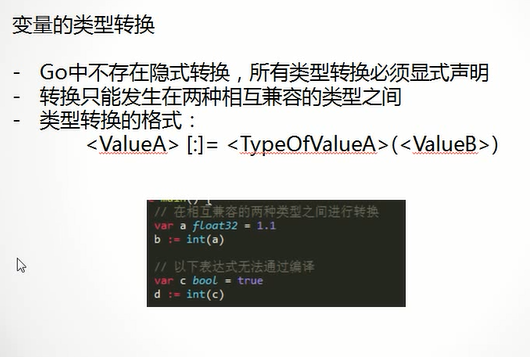 变量的类型转换
- Go中不存在隐式转换，所有类型转换必须显式声明
- 转换只能发生在两种相互兼容的类型之间
- 类型转换的格式：
<ValueA> [:]= <TypeOfValueA>(<ValueB>)
main() {
// 在相互兼容的两种类型之间进行转换
var a float32 = 1.1
b := int(a)
// 以下表达式无法通过编译
var c bool = true
d := int(c)